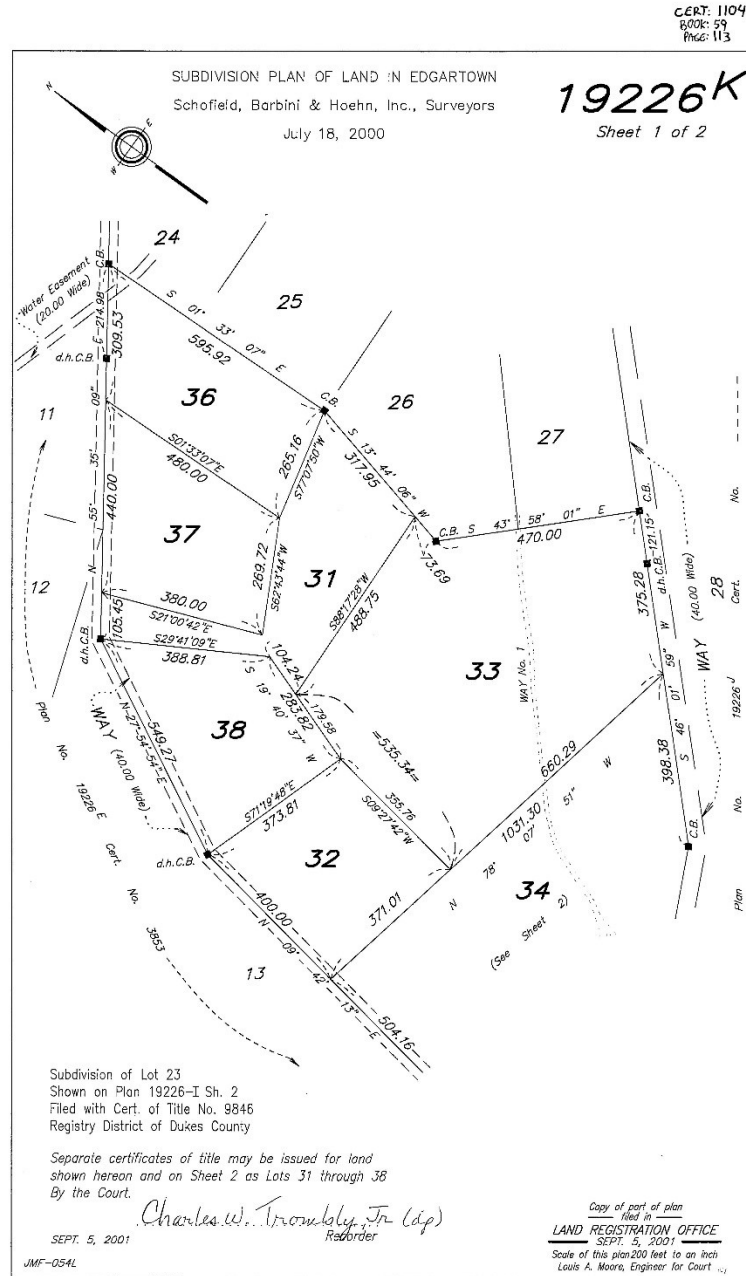 CERT: 1104
BOOK: 59
PAGE: 113
SUBDIVISION PLAN OF LAND IN EDGARTOWN
Schofield, Barbini & Hoehn, Inc., Surveyors
July 18, 2000
19226K
Sheet 1 of 2
N
E
W
24
C.B.
Water Easement
(20.00 Wide)
25
214.98
309.53
S 01° 33' 07" E
595.92
d.h.C.B.
36
C.B.
26
11
27
S01°33'07"E
480.00
265.16
S77°07'50"W
S 13° 44' 06" W
317.95
N 55° 35' 09" E
440.00
37
C.B.
S 43° 58' 01" E
470.00
C.B.
121.15
d.h.C.B.
375.28
WAY (40.00 Wide)
28
Cert. No.
12
269.72
S62°43'44"W
31
73.69
380.00
S21°00'42"E
S88°17'28"W
488.75
105.45
d.h.C.B.
S29°41'09"E
388.81
104.24
33
WAY No. 1
S 19° 40' 37" W
283.82
179.58
=535.34=
38
WAY (40.00 Wide)
N 27°-54'-54" E
549.27
S 46° 01' 59" W
398.38
C.B.
Plan No. 19226 J
660.29
1031.30
N 78° 07' 51" W
S71°19'48"E
373.81
355.76
S09°27'42"W
d.h.C.B.
32
371.01
34
(See Sheet 2)
Plan No. 19226 E Cert. No. 3853
400.00
N 09° 42' 13" E
13
504.16
Subdivision of Lot 23
Shown on Plan 19226-I Sh. 2
Filed with Cert. of Title No. 9846
Registry District of Dukes County
Separate certificates of title may be issued for land
shown hereon and on Sheet 2 as Lots 31 through 38
By the Court.
Charles W. Trombly, Jr (dp)
Recorder
SEPT. 5, 2001
JMF-054L
Copy of part of plan
filed in
LAND REGISTRATION OFFICE
SEPT. 5, 2001
Scale of this plan 200 feet to an inch
Louis A. Moore, Engineer for Court